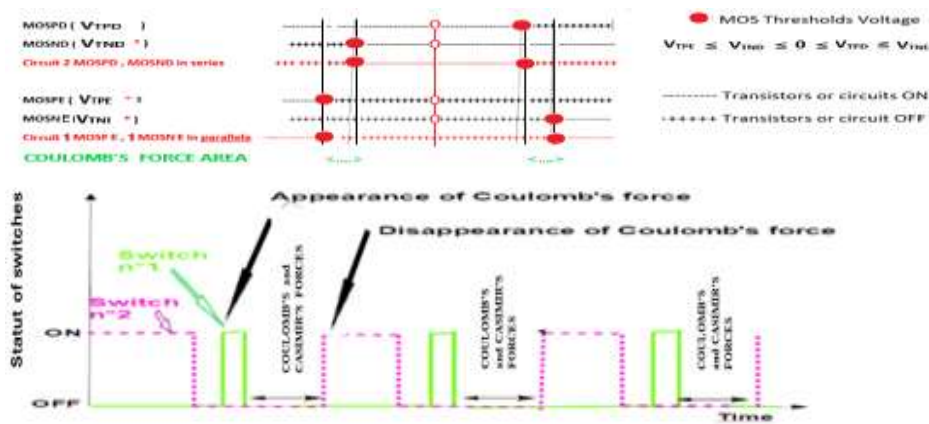 MOSPD ( VTPD )
MOSND ( VTND + )
Circuit 2 MOSPD , MOSND in series
MOSPE ( VTPE + )
MOSNE (VTNE + )
Circuit 1 MOSPE , 1 MOSNE in parallele
COULOMB'S FORCE AREA
<....>
<....>
MOS Thresholds Voltage
VTPE ≤ VTND ≤ 0 ≤ VTPD ≤ VTNE
Transistors or circuits ON
Transistors or circuit OFF
Appearance of Coulomb's force
Disappearance of Coulomb's force
Statut of switches
Switch
n°1
Switch
n°2
ON
OFF
COULOMB'S and
CASIMIR'S FORCES
COULOMB'S
and CASIMIR'S
FORCES
COULOMB'S
and CASIMIR'S
FORCES
Time